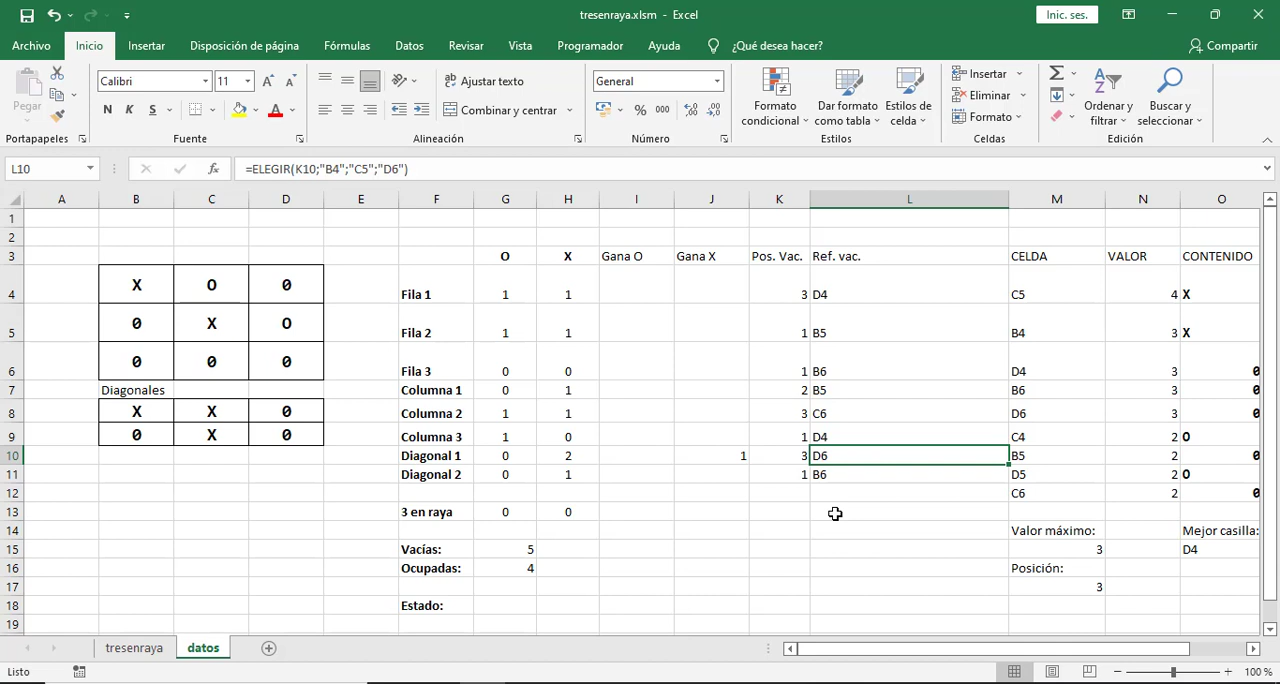 tresenraya.xlsm - Excel
Inic. ses.
Archivo Inicio Insertar Disposición de página Fórmulas Datos Revisar Vista Programador Ayuda ¿Qué desea hacer? Compartir
Pegar
Calibri 11
N K S
Ajustar texto
Combinar y centrar
General
% 000
Formato condicional
Dar formato como tabla
Estilos de celda
Insertar
Eliminar
Formato
Ordenar y filtrar
Buscar y seleccionar
Portapapeles Fuente Alineación Número Estilos Celdas Edición
L10 fx =ELEGIR(K10;"B4";"C5";"D6")
A B C D E F G H I J K L M N O
1
2
3 O X Gana O Gana X Pos. Vac. Ref. vac. CELDA VALOR CONTENIDO
4 X O 0 Fila 1 1 1 3 D4 C5 4 X
5 0 X O Fila 2 1 1 1 B5 B4 3 X
6 0 0 0 Fila 3 0 0 1 B6 D4 3 0
7 Diagonales Columna 1 0 1 2 B5 B6 3 0
8 X X 0 Columna 2 1 1 3 C6 D6 3 0
9 0 X 0 Columna 3 1 0 1 D4 C4 2 O
10 Diagonal 1 0 2 1 3 D6 B5 2 0
11 Diagonal 2 0 1 1 B6 D5 2 O
12 C6 2 0
13 3 en raya 0 0
14 Valor máximo: Mejor casilla:
15 Vacías: 5 3 D4
16 Ocupadas: 4 Posición:
17 3
18 Estado:
19
tresenraya datos
Listo
100 %